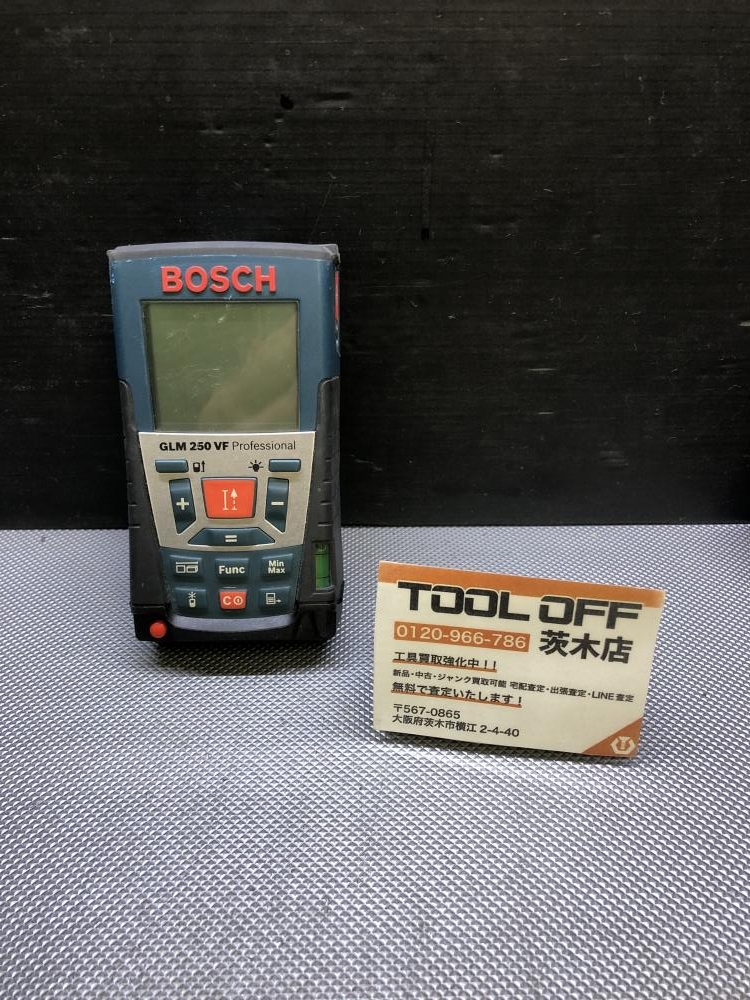 BOSCH
GLM 250 VF Professional
+
−
=
Func
Min
Max
C
TOOL OFF
0120-966-786 茨木店
工具買取強化中!!
新品・中古・ジャンク買取可能 宅配査定・出張査定・LINE査定
無料で査定いたします!
〒567-0865
大阪府茨木市横江 2-4-40
T